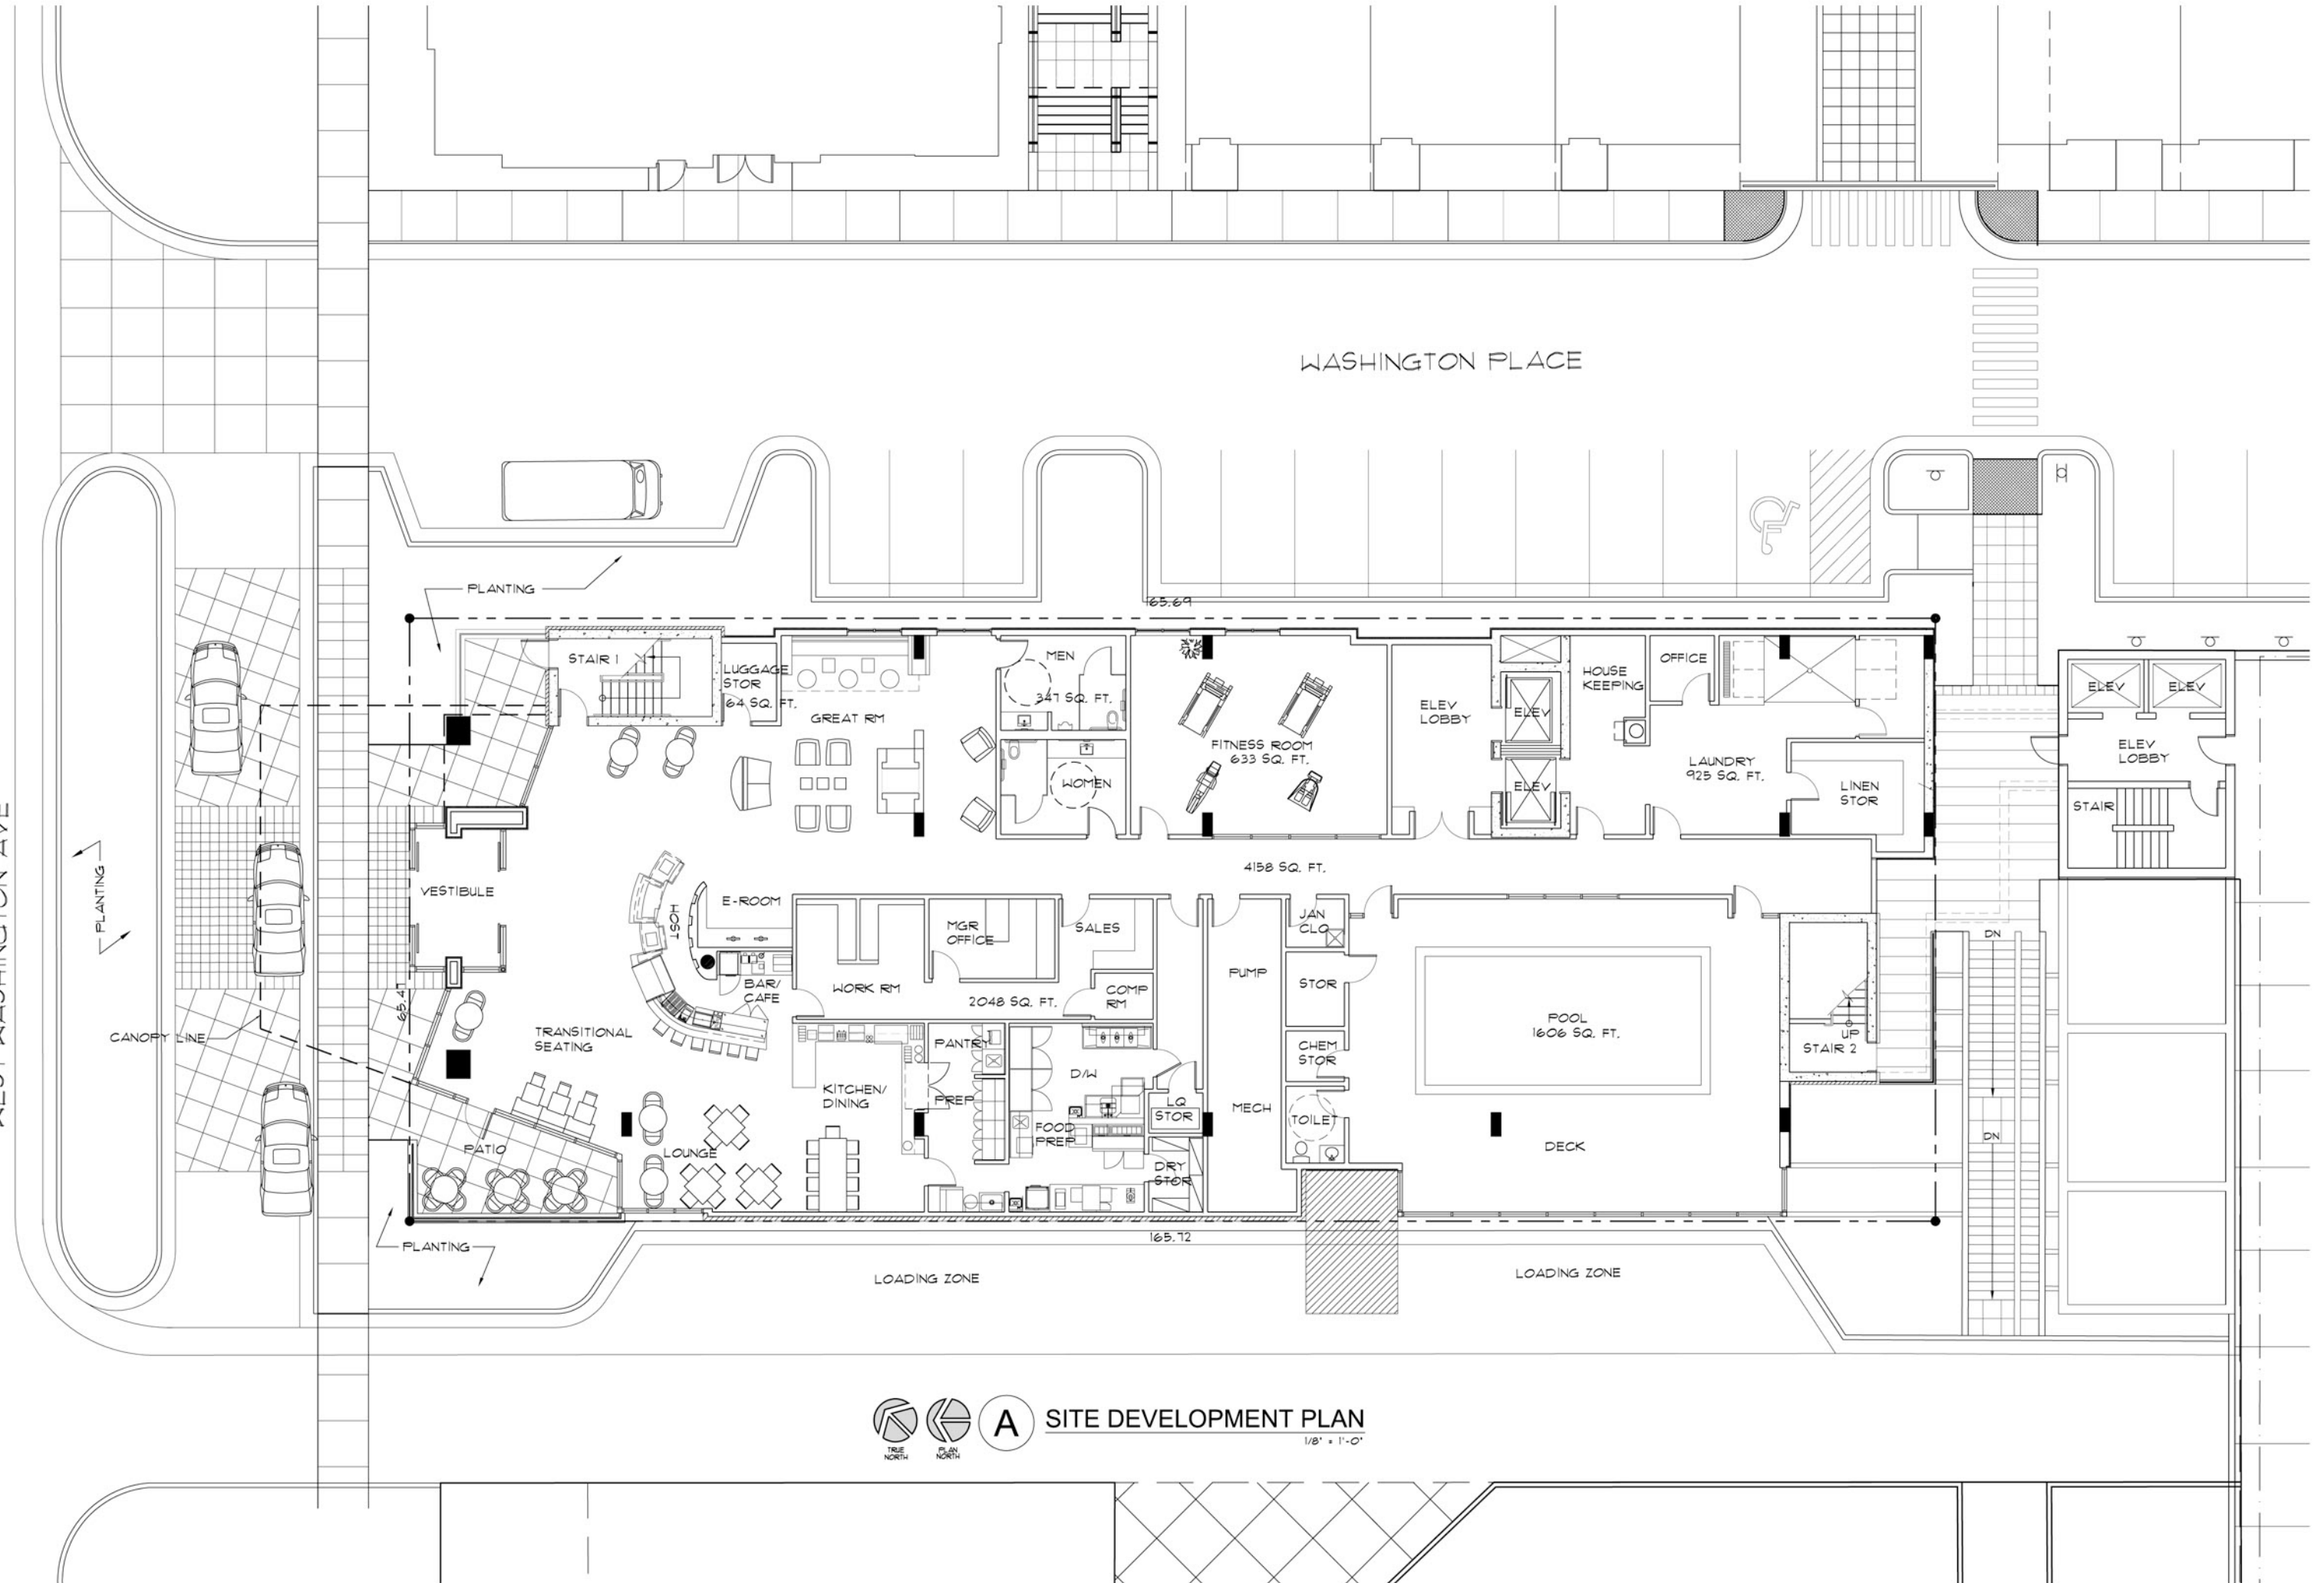 WASHINGTON PLACE
PLANTING
165.69
STAIR 1
LUGGAGE
STOR
64 SQ. FT.
GREAT RM
MEN
347 SQ. FT.
WOMEN
FITNESS ROOM
633 SQ. FT.
ELEV
LOBBY
ELEV
ELEV
HOUSE
KEEPING
OFFICE
LAUNDRY
925 SQ. FT.
LINEN
STOR
ELEV
ELEV
ELEV
LOBBY
STAIR
4158 SQ. FT.
VESTIBULE
PLANTING
HOST
E-ROOM
MGR
OFFICE
SALES
JAN
CLO
DN
BAR/
CAFE
WORK RM
2048 SQ. FT.
COMP
RM
PUMP
STOR
POOL
1606 SQ. FT.
UP
STAIR 2
65.47
CANOPY LINE
TRANSITIONAL
SEATING
PANTRY
CHEM
STOR
D/W
KITCHEN/
DINING
PREP
LQ
STOR
MECH
TOILET
FOOD
PREP
DECK
DN
PATIO
LOUNGE
DRY
STOR
PLANTING
165.72
LOADING ZONE
LOADING ZONE
TRUE
NORTH
PLAN
NORTH
A
SITE DEVELOPMENT PLAN
1/8" = 1'-0"
WASHINGTON AVE